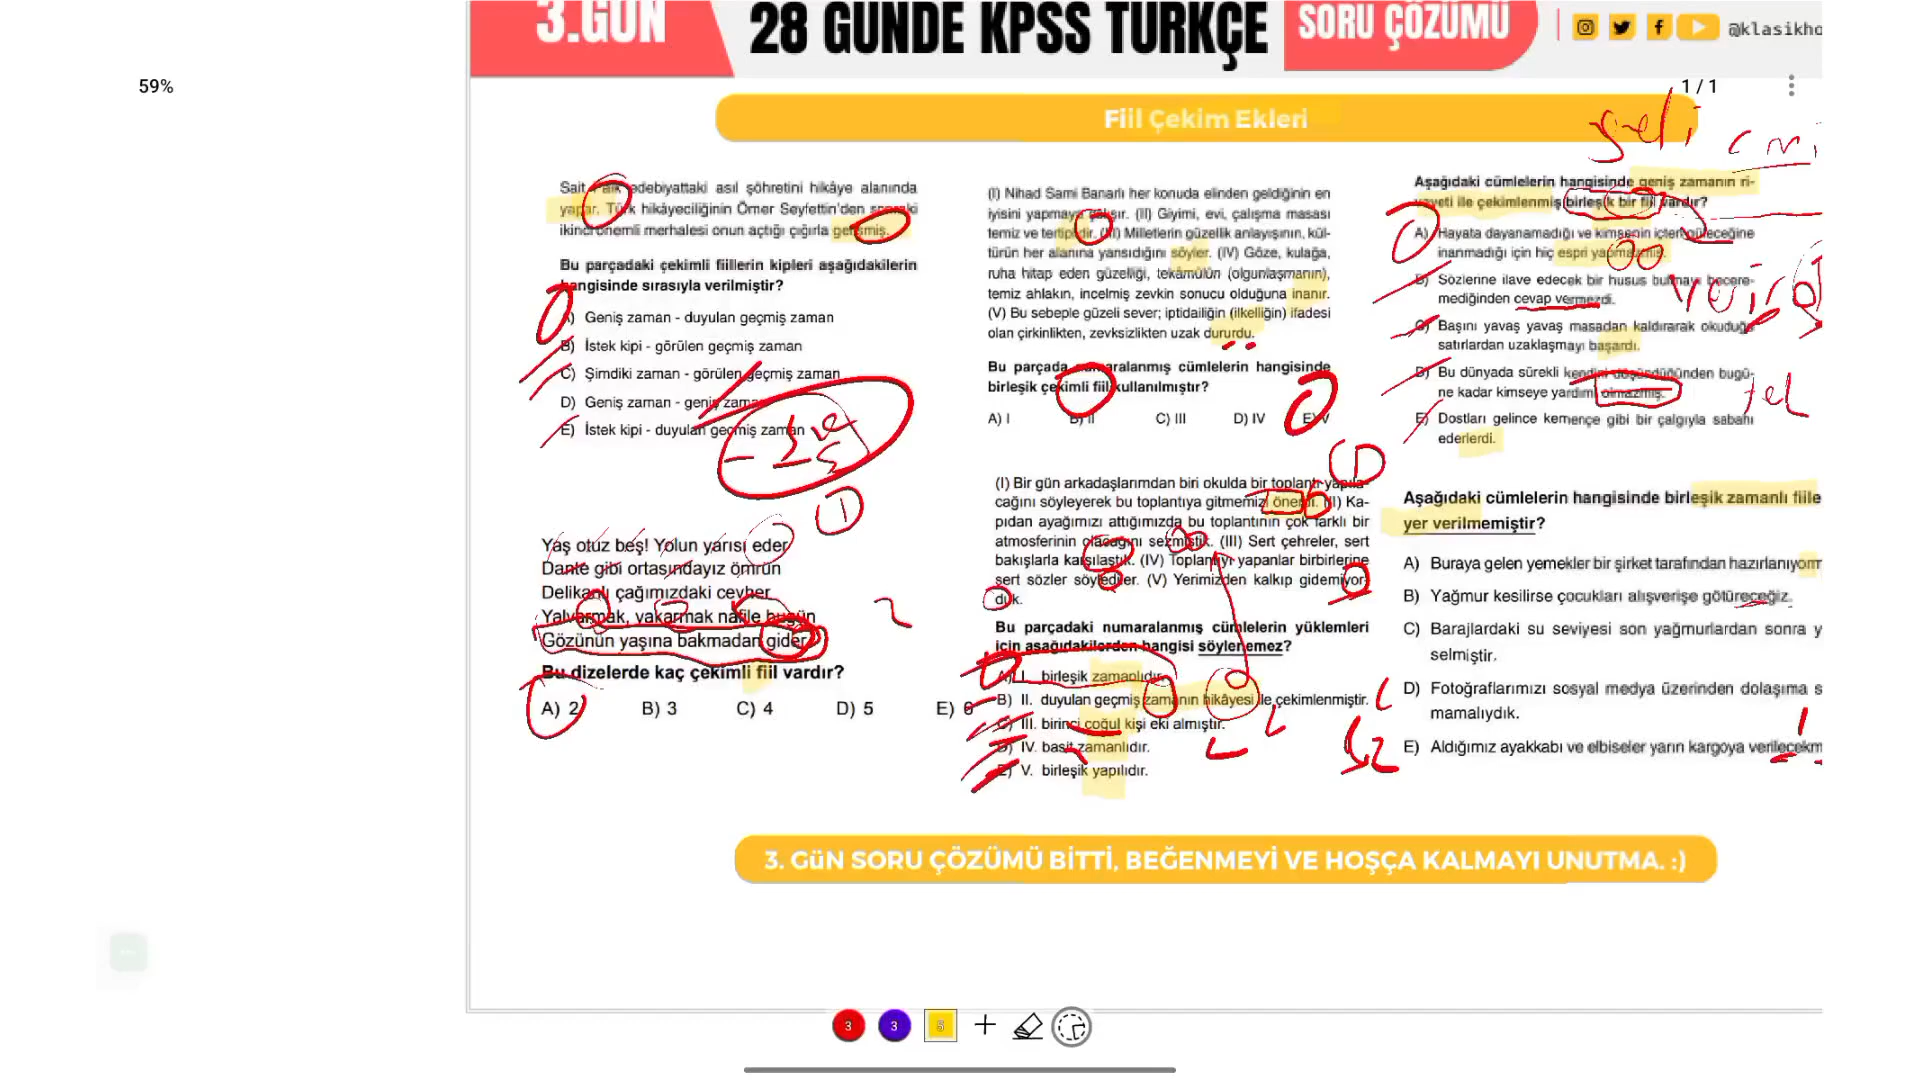 3.GÜN
28 GÜNDE KPSS TÜRKÇE
SORU ÇÖZÜMÜ
@klasikho
59%
1 / 1
Fiil Çekim Ekleri
Sait Faik edebiyattaki asıl şöhretini hikâye alanında
yapar. Türk hikâyeciliğinin Ömer Seyfettin'den sonraki
ikinci önemli merhalesi onun açtığı çığırla gelişmiş.
Bu parçadaki çekimli fiillerin kipleri aşağıdakilerin
hangisinde sırasıyla verilmiştir?
A) Geniş zaman - duyulan geçmiş zaman
B) İstek kipi - görülen geçmiş zaman
C) Şimdiki zaman - görülen geçmiş zaman
D) Geniş zaman - geniş zaman
E) İstek kipi - duyulan geçmiş zaman
Yaş otuz beş! Yolun yarısı eder
Dante gibi ortasındayız ömrün
Delikanlı çağımızdaki cevher
Yalvarmak, yakarmak nafile bugün
Gözünün yaşına bakmadan gider
Bu dizelerde kaç çekimli fiil vardır?
A) 2 B) 3 C) 4 D) 5 E) 6
(I) Nihad Sami Banarlı her konuda elinden geldiğinin en
iyisini yapmaya çalışır. (II) Giyimi, evi, çalışma masası
temiz ve tertiplidir. (III) Milletlerin güzellik anlayışının, kül-
türün her alanına yansıdığını söyler. (IV) Göze, kulağa,
ruha hitap eden güzelliği, tekâmülün (olgunlaşmanın),
temiz ahlakın, incelmiş zevkin sonucu olduğuna inanır.
(V) Bu sebeple güzeli sever; iptidailiğin (ilkelliğin) ifadesi
olan çirkinlikten, zevksizlikten uzak dururdu.
Bu parçada numaralanmış cümlelerin hangisinde
birleşik çekimli fiil kullanılmıştır?
A) I B) II C) III D) IV E) V
(I) Bir gün arkadaşlarımdan biri okulda bir toplantı yapıla-
cağını söyleyerek bu toplantıya gitmemizi önerdi. (II) Ka-
pıdan ayağımızı attığımızda bu toplantının çok farklı bir
atmosferinin olacağını sezmiştik. (III) Sert çehreler, sert
bakışlarla karşılaştık. (IV) Toplantıyı yapanlar birbirlerine
sert sözler söylediler. (V) Yerimizden kalkıp gidemiyor-
duk.
Bu parçadaki numaralanmış cümlelerin yüklemleri
için aşağıdakilerden hangisi söylenemez?
A) I. birleşik zamanlıdır.
B) II. duyulan geçmiş zamanın hikâyesi ile çekimlenmiştir.
C) III. birinci çoğul kişi eki almıştır.
D) IV. basit zamanlıdır.
E) V. birleşik yapılıdır.
Aşağıdaki cümlelerin hangisinde geniş zamanın ri-
vayeti ile çekimlenmiş birleşik bir fiil vardır?
A) Hayata dayanamadığı ve kimsenin içten güleceğine
inanmadığı için hiç espri yapmazmış.
B) Sözlerine ilave edecek bir husus bulmayı becere-
mediğinden cevap vermezdi.
C) Başını yavaş yavaş masadan kaldırarak okuduğu
satırlardan uzaklaşmayı başardı.
D) Bu dünyada sürekli kendini düşündüğünden bugü-
ne kadar kimseye yardım olmazmış.
E) Dostları gelince kemençe gibi bir çalgıyla sabahı
ederlerdi.
Aşağıdaki cümlelerin hangisinde birleşik zamanlı fiile
yer verilmemiştir?
A) Buraya gelen yemekler bir şirket tarafından hazırlanıyorm
B) Yağmur kesilirse çocukları alışverişe götüreceğiz.
C) Barajlardaki su seviyesi son yağmurlardan sonra y
selmiştir.
D) Fotoğraflarımızı sosyal medya üzerinden dolaşıma s
mamalıydık.
E) Aldığımız ayakkabı ve elbiseler yarın kargoya verilecekm
3. GüN SORU ÇÖZÜMÜ BİTTİ, BEĞENMEYİ VE HOŞÇA KALMAYI UNUTMA. :)
3 3 5